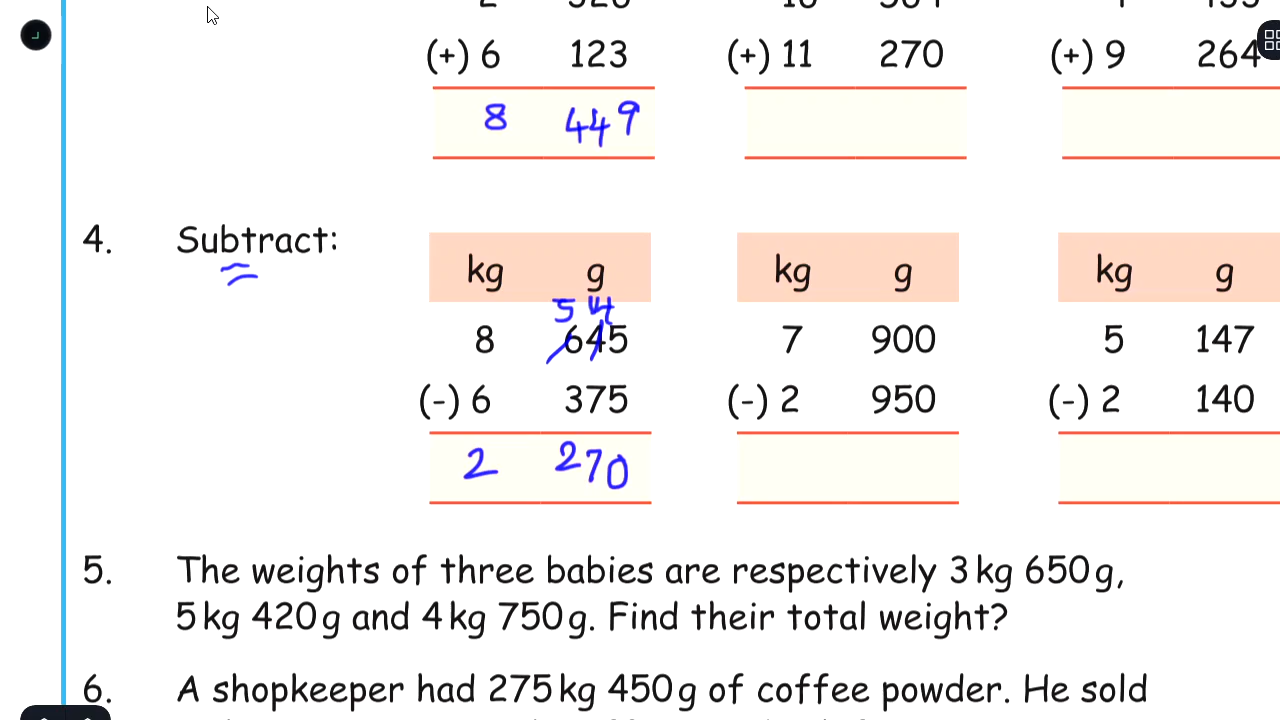 (+) 6 123 (+) 11 270 (+) 9 264
8 449
4. Subtract:
kg g kg g kg g
5 14
8 645 7 900 5 147
(-) 6 375 (-) 2 950 (-) 2 140
2 270
5. The weights of three babies are respectively 3 kg 650 g,
5 kg 420 g and 4 kg 750 g. Find their total weight?
6. A shopkeeper had 275 kg 450 g of coffee powder. He sold